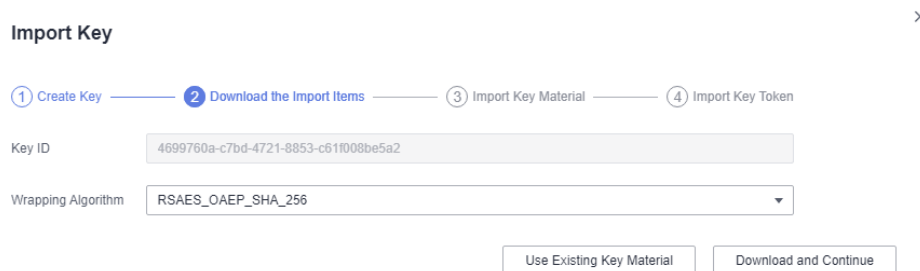 Import Key
1 Create Key 2 Download the Import Items 3 Import Key Material 4 Import Key Token
Key ID 4699760a-c7bd-4721-8853-c61f008be5a2
Wrapping Algorithm RSAES_OAEP_SHA_256
Use Existing Key Material Download and Continue